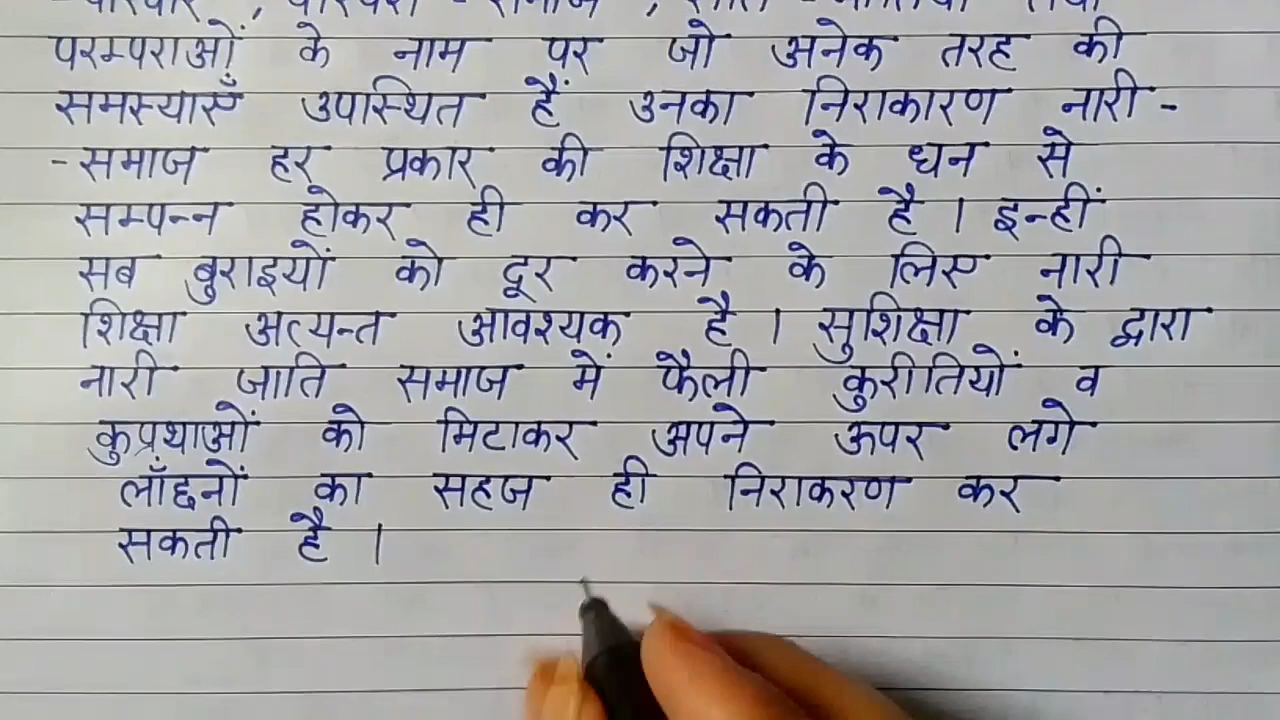 परम्पराओं के नाम पर जो अनेक तरह की
समस्याएँ उपस्थित हैं उनका निराकारण नारी -
- समाज हर प्रकार की शिक्षा के धन से
सम्पन्न होकर ही कर सकती है । इन्हीं
सब बुराइयों को दूर करने के लिए नारी
शिक्षा अत्यन्त आवश्यक है । सुशिक्षा के द्वारा
नारी जाति समाज में फैली कुरीतियों व
कुप्रथाओं को मिटाकर अपने ऊपर लगे
लाँछनों का सहज ही निराकरण कर
सकती है ।